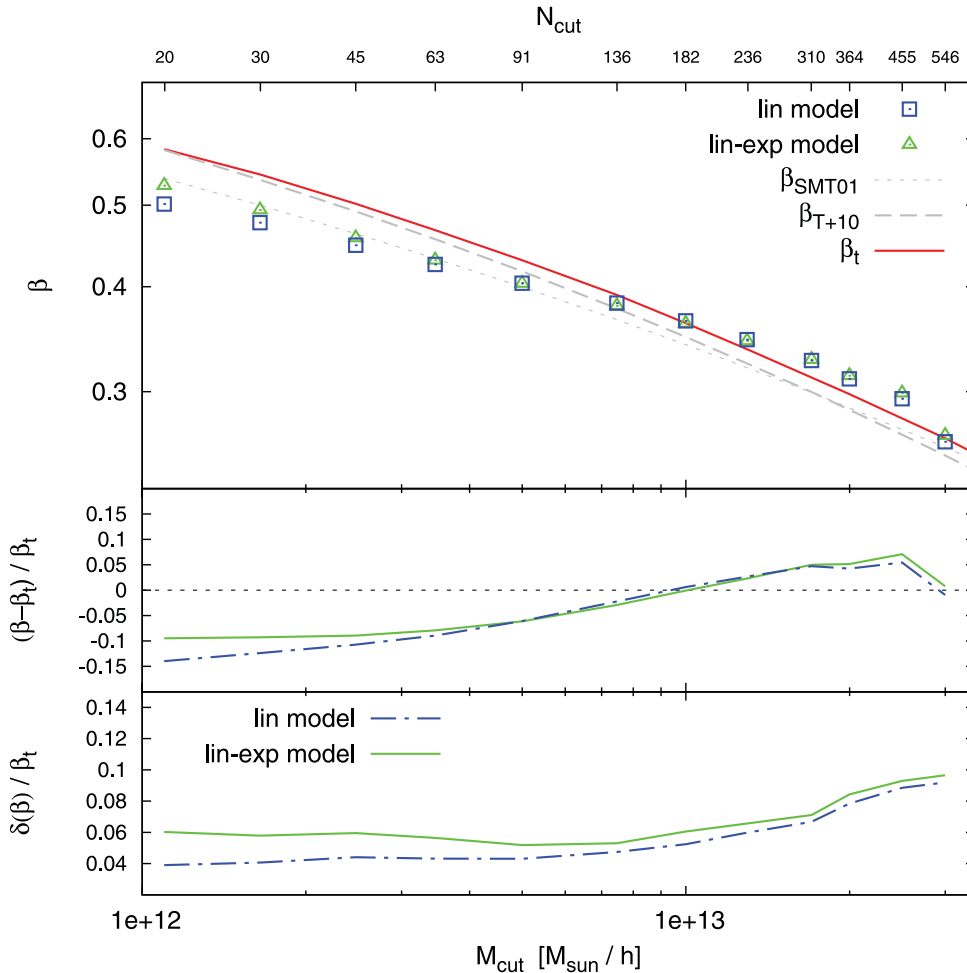 N_cut
20 30 45 63 91 136 182 236 310 364 455 546
lin model
lin-exp model
β_SMT01
β_T+10
β_t
0.6
0.5
0.4
0.3
β
0.15
0.1
0.05
0
-0.05
-0.1
-0.15
(β−β_t) / β_t
lin model
lin-exp model
0.14
0.12
0.1
0.08
0.06
0.04
δ(β) / β_t
1e+12 1e+13
M_cut [M_sun / h]